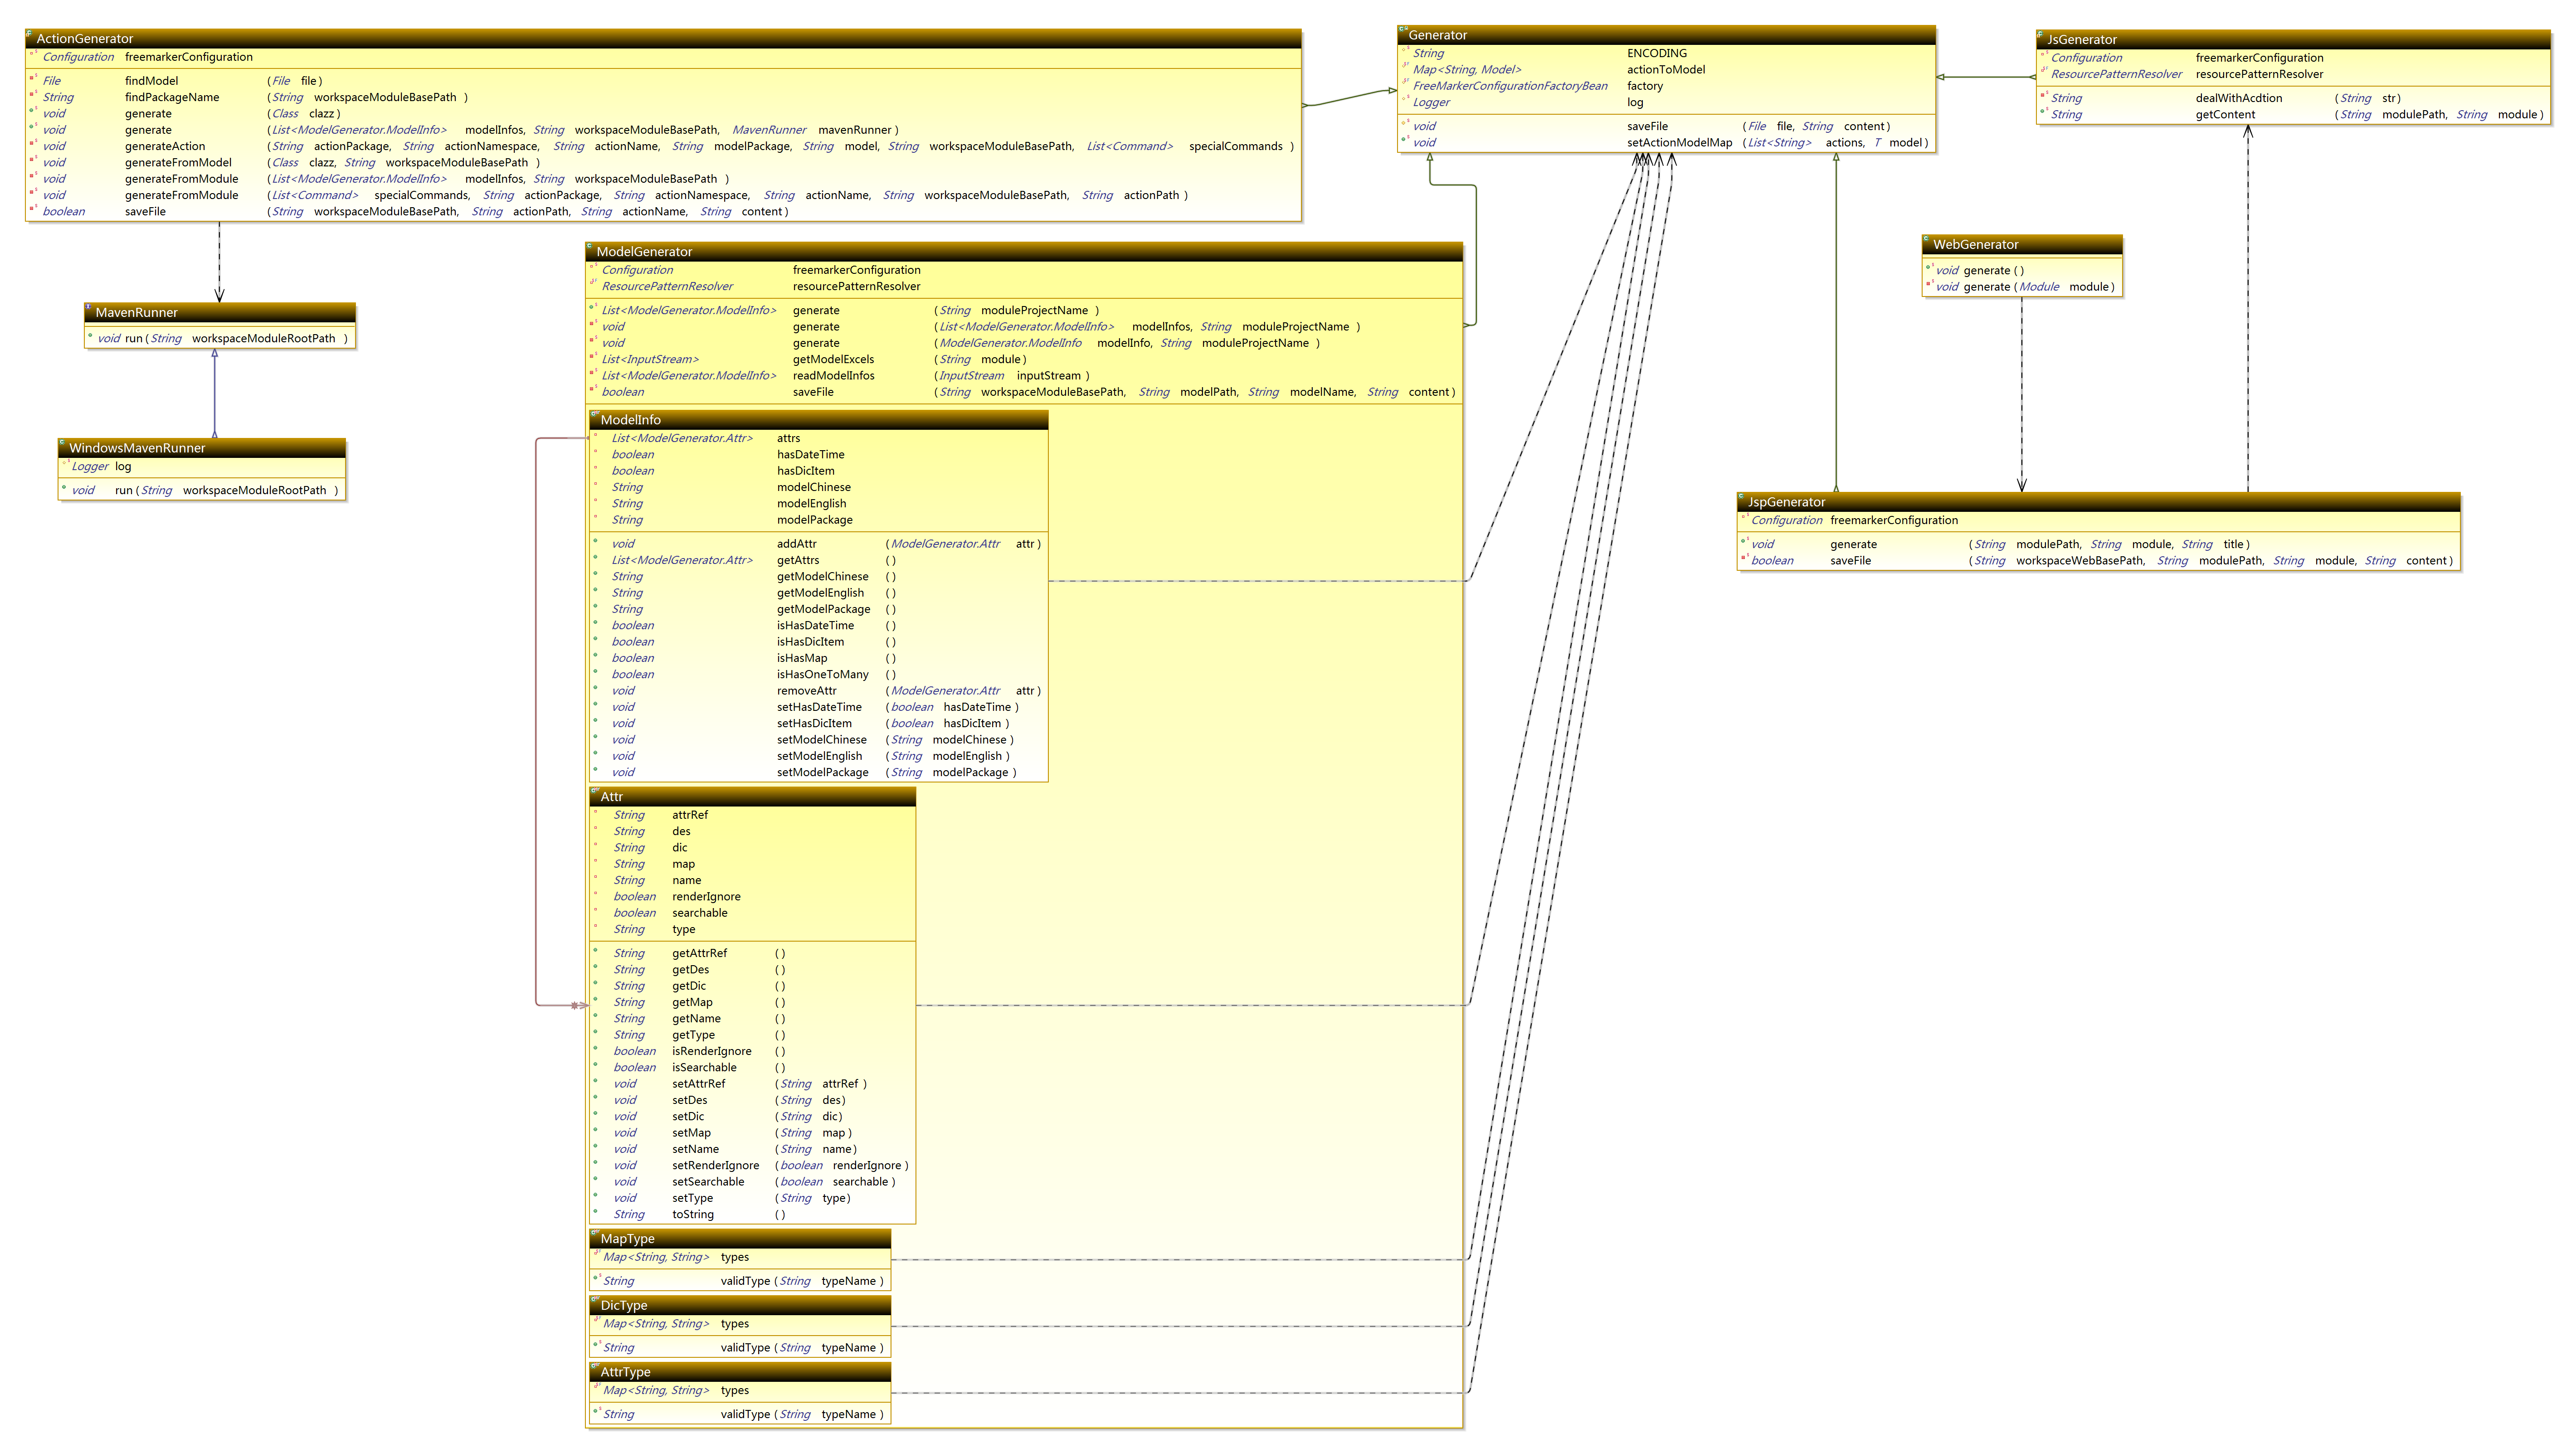 ActionGenerator
Configuration freemarkerConfiguration
File findModel (File file)
String findPackageName (String workspaceModuleBasePath )
void generate (Class clazz)
void generate (List<ModelGenerator.ModelInfo> modelInfos, String workspaceModuleBasePath, MavenRunner mavenRunner)
void generateAction (String actionPackage, String actionNamespace, String actionName, String modelPackage, String model, String workspaceModuleBasePath, List<Command> specialCommands )
void generateFromModel (Class clazz, String workspaceModuleBasePath )
void generateFromModule (List<ModelGenerator.ModelInfo> modelInfos, String workspaceModuleBasePath )
void generateFromModule (List<Command> specialCommands, String actionPackage, String actionNamespace, String actionName, String workspaceModuleBasePath, String actionPath )
boolean saveFile (String workspaceModuleBasePath, String actionPath, String actionName, String content)
Generator
String ENCODING
Map<String, Model> actionToModel
FreeMarkerConfigurationFactoryBean factory
Logger log
void saveFile (File file, String content)
void setActionModelMap (List<String> actions, T model)
JsGenerator
Configuration freemarkerConfiguration
ResourcePatternResolver resourcePatternResolver
String dealWithAcdtion (String str)
String getContent (String modulePath, String module)
MavenRunner
void run (String workspaceModuleRootPath )
WindowsMavenRunner
Logger log
void run (String workspaceModuleRootPath )
ModelGenerator
Configuration freemarkerConfiguration
ResourcePatternResolver resourcePatternResolver
List<ModelGenerator.ModelInfo> generate (String moduleProjectName )
void generate (List<ModelGenerator.ModelInfo> modelInfos, String moduleProjectName )
void generate (ModelGenerator.ModelInfo modelInfo, String moduleProjectName )
List<InputStream> getModelExcels (String module)
List<ModelGenerator.ModelInfo> readModelInfos (InputStream inputStream )
boolean saveFile (String workspaceModuleBasePath, String modelPath, String modelName, String content)
ModelInfo
List<ModelGenerator.Attr> attrs
boolean hasDateTime
boolean hasDicItem
String modelChinese
String modelEnglish
String modelPackage
void addAttr (ModelGenerator.Attr attr)
List<ModelGenerator.Attr> getAttrs ()
String getModelChinese ()
String getModelEnglish ()
String getModelPackage ()
boolean isHasDateTime ()
boolean isHasDicItem ()
boolean isHasMap ()
boolean isHasOneToMany ()
void removeAttr (ModelGenerator.Attr attr)
void setHasDateTime (boolean hasDateTime )
void setHasDicItem (boolean hasDicItem )
void setModelChinese (String modelChinese )
void setModelEnglish (String modelEnglish )
void setModelPackage (String modelPackage )
Attr
String attrRef
String des
String dic
String map
String name
boolean renderIgnore
boolean searchable
String type
String getAttrRef ()
String getDes ()
String getDic ()
String getMap ()
String getName ()
String getType ()
boolean isRenderIgnore ()
boolean isSearchable ()
void setAttrRef (String attrRef )
void setDes (String des)
void setDic (String dic)
void setMap (String map )
void setName (String name)
void setRenderIgnore (boolean renderIgnore )
void setSearchable (boolean searchable )
void setType (String type)
String toString ()
MapType
Map<String, String> types
String validType (String typeName )
DicType
Map<String, String> types
String validType (String typeName )
AttrType
Map<String, String> types
String validType (String typeName )
WebGenerator
void generate ()
void generate (Module module)
JspGenerator
Configuration freemarkerConfiguration
void generate (String modulePath, String module, String title)
boolean saveFile (String workspaceWebBasePath, String modulePath, String module, String content)